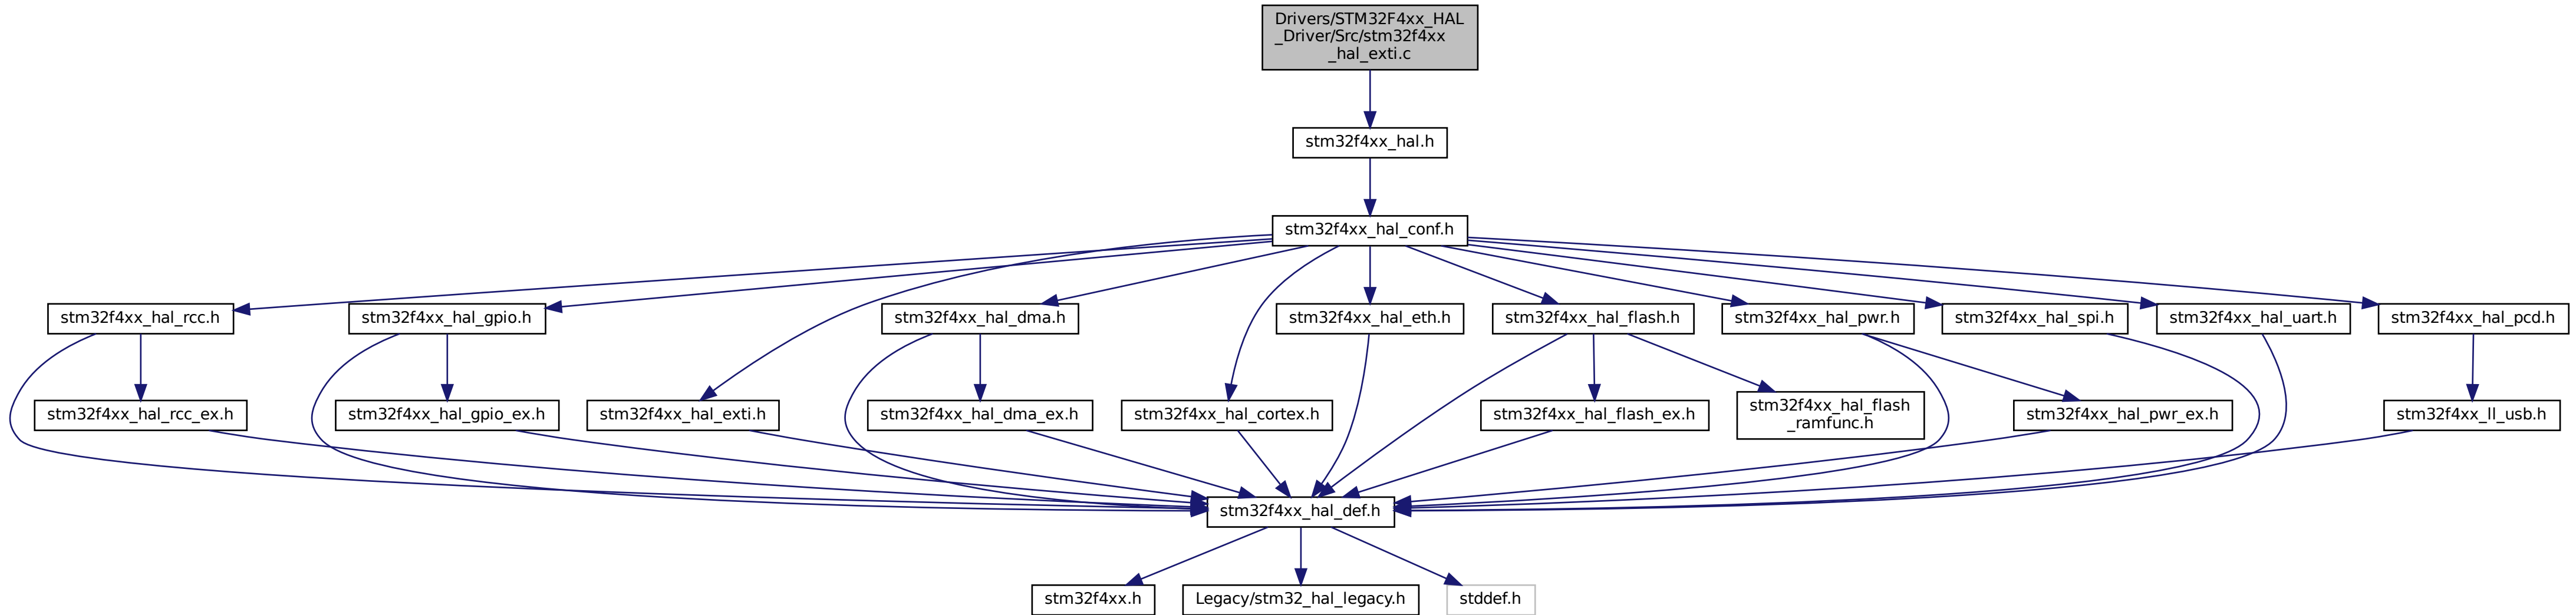 Drivers/STM32F4xx_HAL
_Driver/Src/stm32f4xx
_hal_exti.c
stm32f4xx_hal.h
stm32f4xx_hal_conf.h
stm32f4xx_hal_rcc.h
stm32f4xx_hal_gpio.h
stm32f4xx_hal_dma.h
stm32f4xx_hal_eth.h
stm32f4xx_hal_flash.h
stm32f4xx_hal_pwr.h
stm32f4xx_hal_spi.h
stm32f4xx_hal_uart.h
stm32f4xx_hal_pcd.h
stm32f4xx_hal_rcc_ex.h
stm32f4xx_hal_gpio_ex.h
stm32f4xx_hal_exti.h
stm32f4xx_hal_dma_ex.h
stm32f4xx_hal_cortex.h
stm32f4xx_hal_flash_ex.h
stm32f4xx_hal_flash
_ramfunc.h
stm32f4xx_hal_pwr_ex.h
stm32f4xx_ll_usb.h
stm32f4xx_hal_def.h
stm32f4xx.h
Legacy/stm32_hal_legacy.h
stddef.h